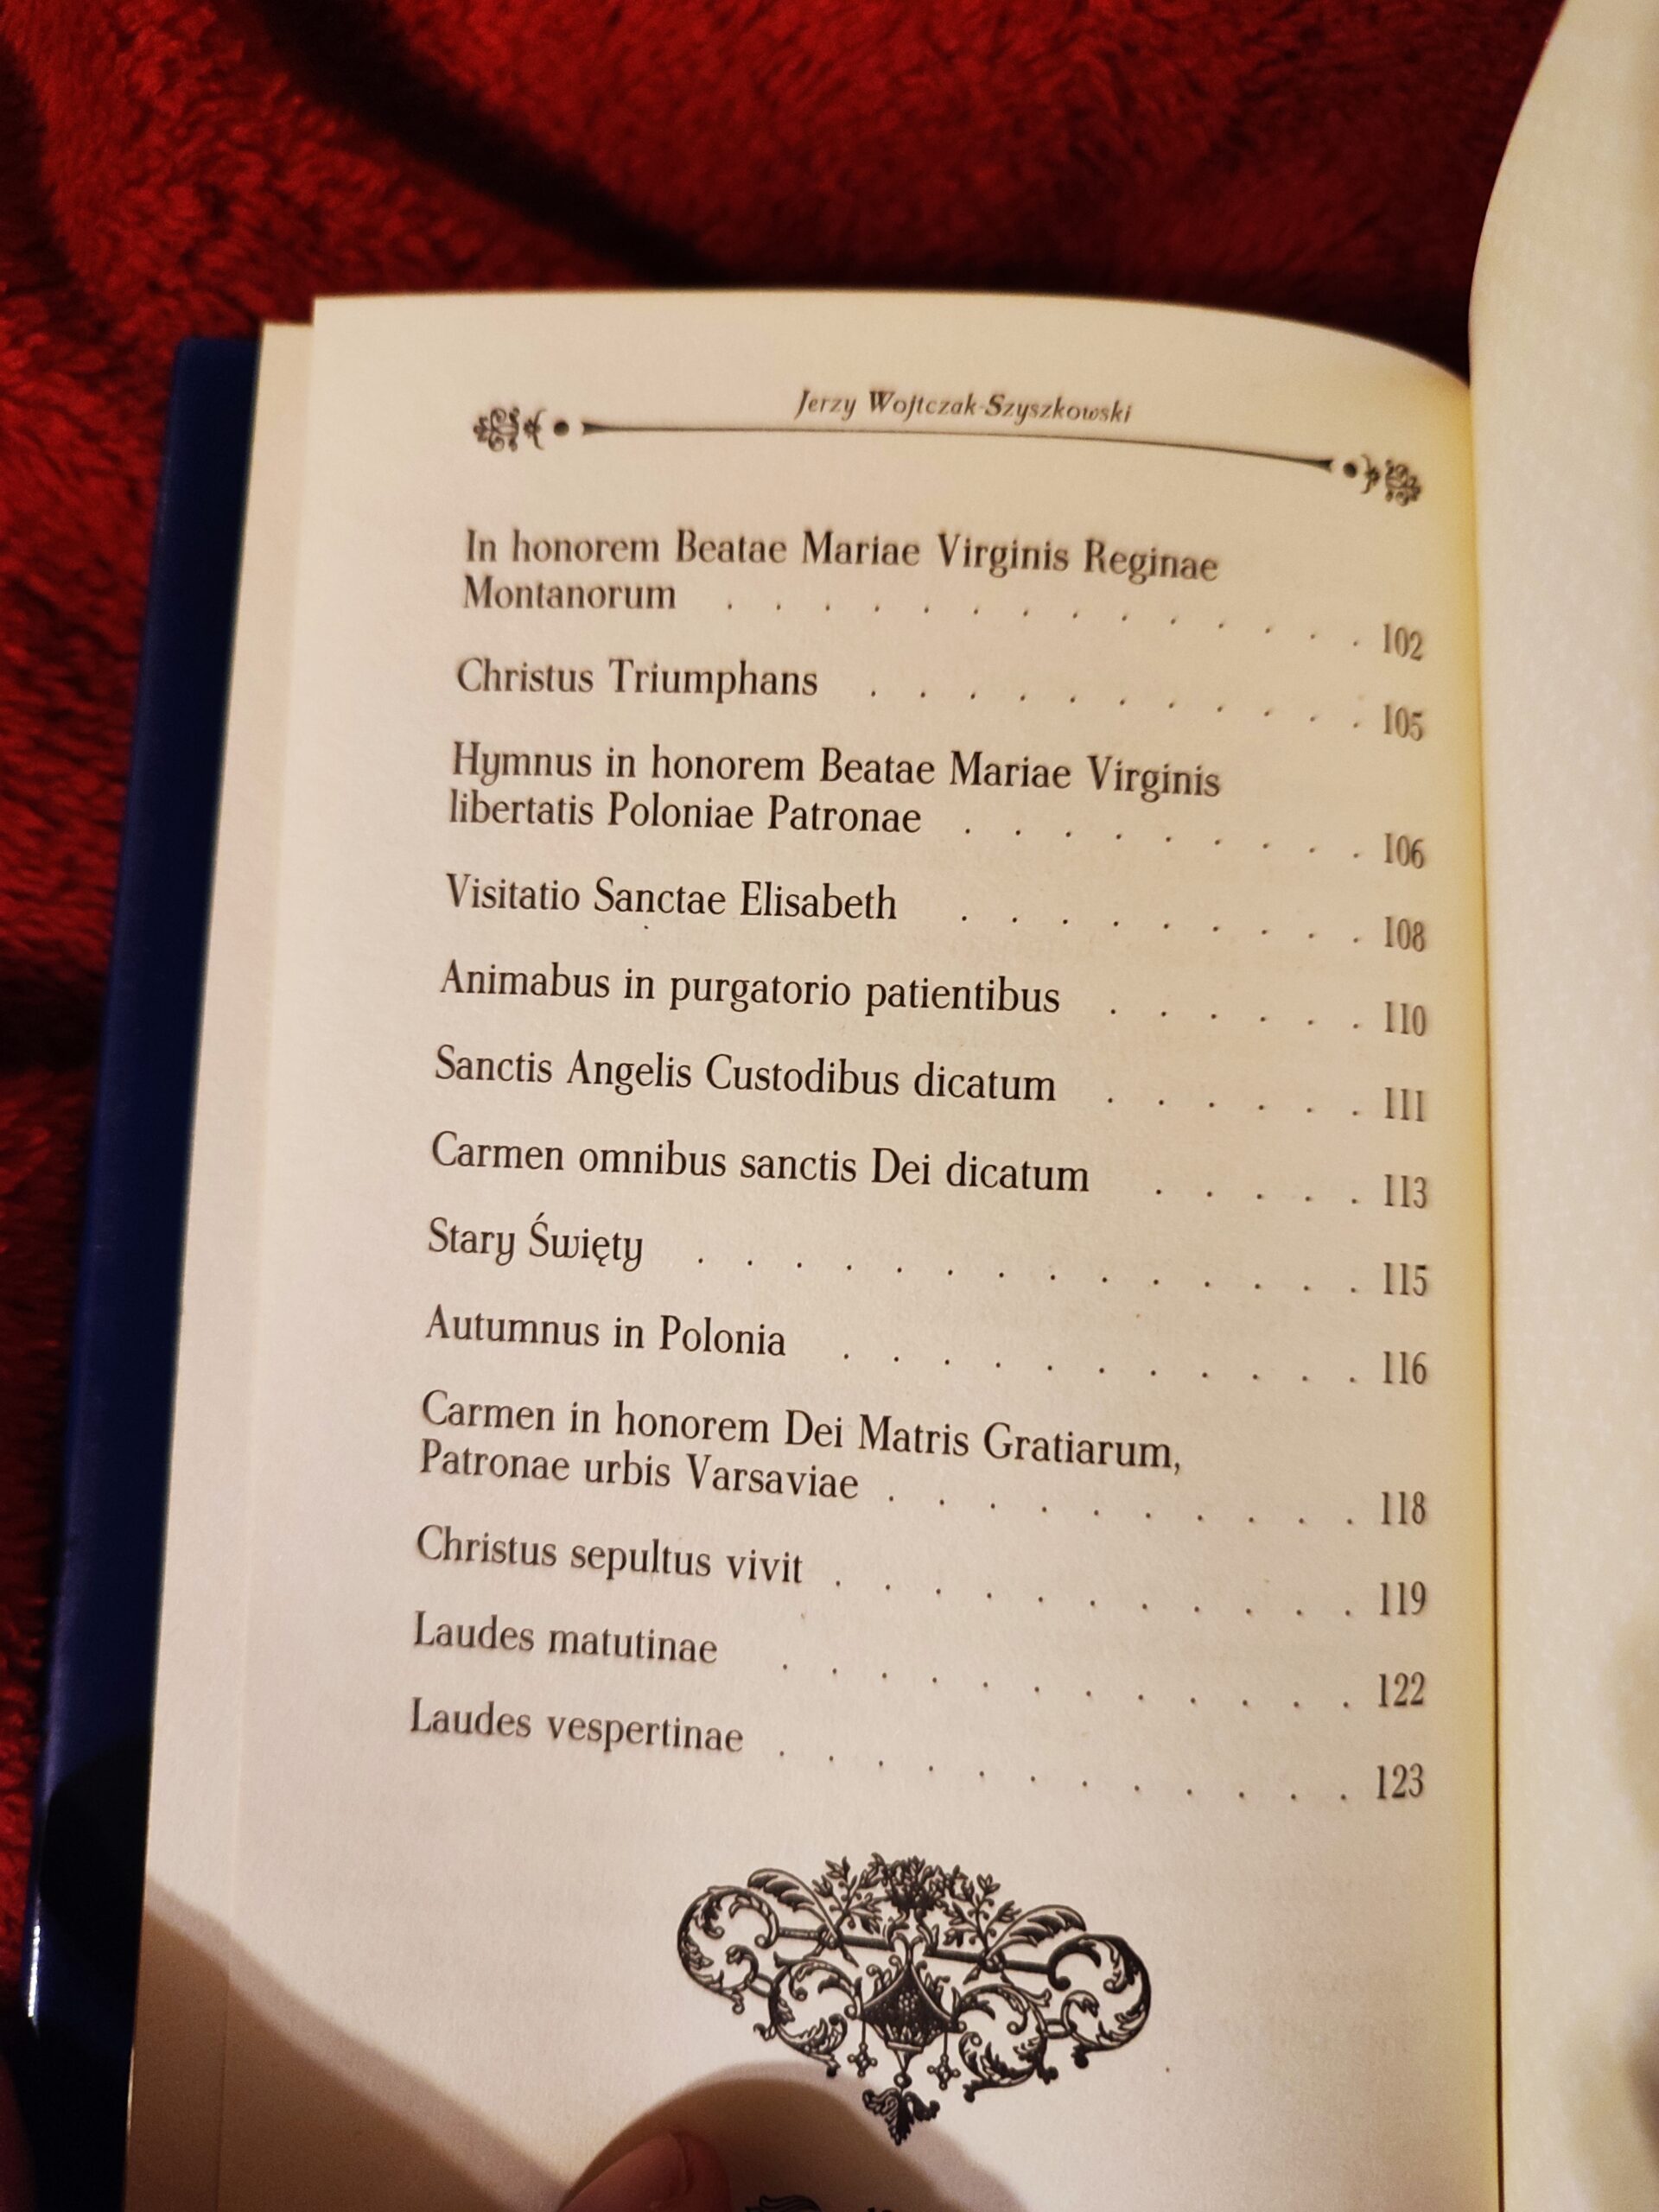 Jerzy Wojtczak-Szyszkowski
In honorem Beatae Mariae Virginis Reginae
Montanorum . . . . . . . . . . . . . . 102
Christus Triumphans . . . . . . . . . . . 105
Hymnus in honorem Beatae Mariae Virginis
libertatis Poloniae Patronae . . . . . . . . . 106
Visitatio Sanctae Elisabeth . . . . . . . . . 108
Animabus in purgatorio patientibus . . . . . . 110
Sanctis Angelis Custodibus dicatum . . . . . . 111
Carmen omnibus sanctis Dei dicatum . . . . . 113
Stary Święty . . . . . . . . . . . . . . 115
Autumnus in Polonia . . . . . . . . . . . 116
Carmen in honorem Dei Matris Gratiarum,
Patronae urbis Varsaviae . . . . . . . . . . 118
Christus sepultus vivit . . . . . . . . . . . 119
Laudes matutinae . . . . . . . . . . . . 122
Laudes vespertinae . . . . . . . . . . . . 123